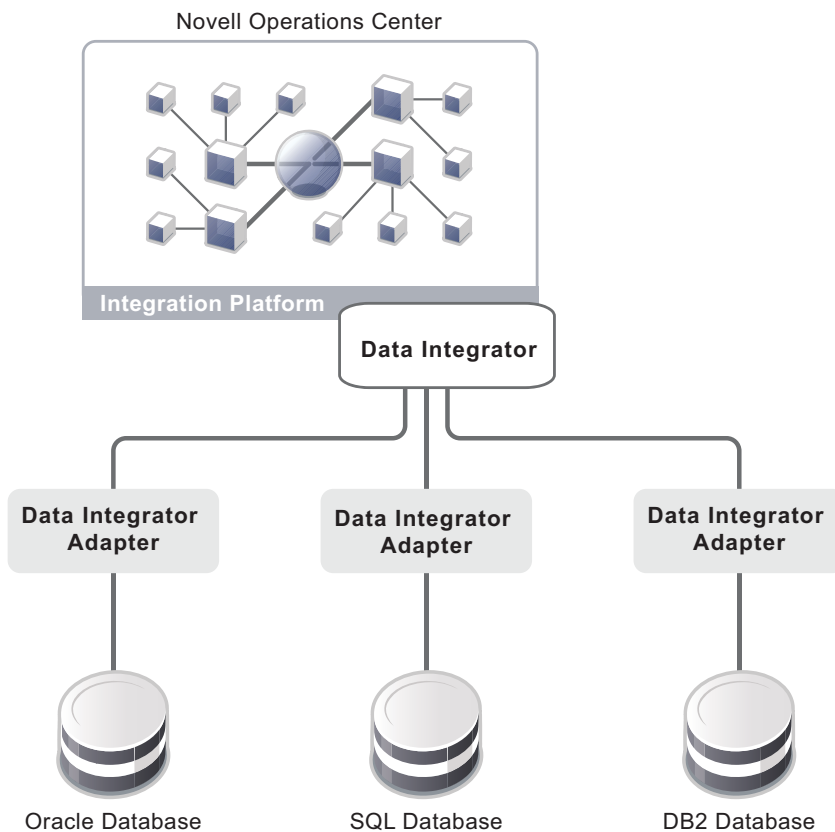 Novell Operations Center
Integration Platform
Data Integrator
Data Integrator
Adapter
Data Integrator
Adapter
Data Integrator
Adapter
Oracle Database
SQL Database
DB2 Database